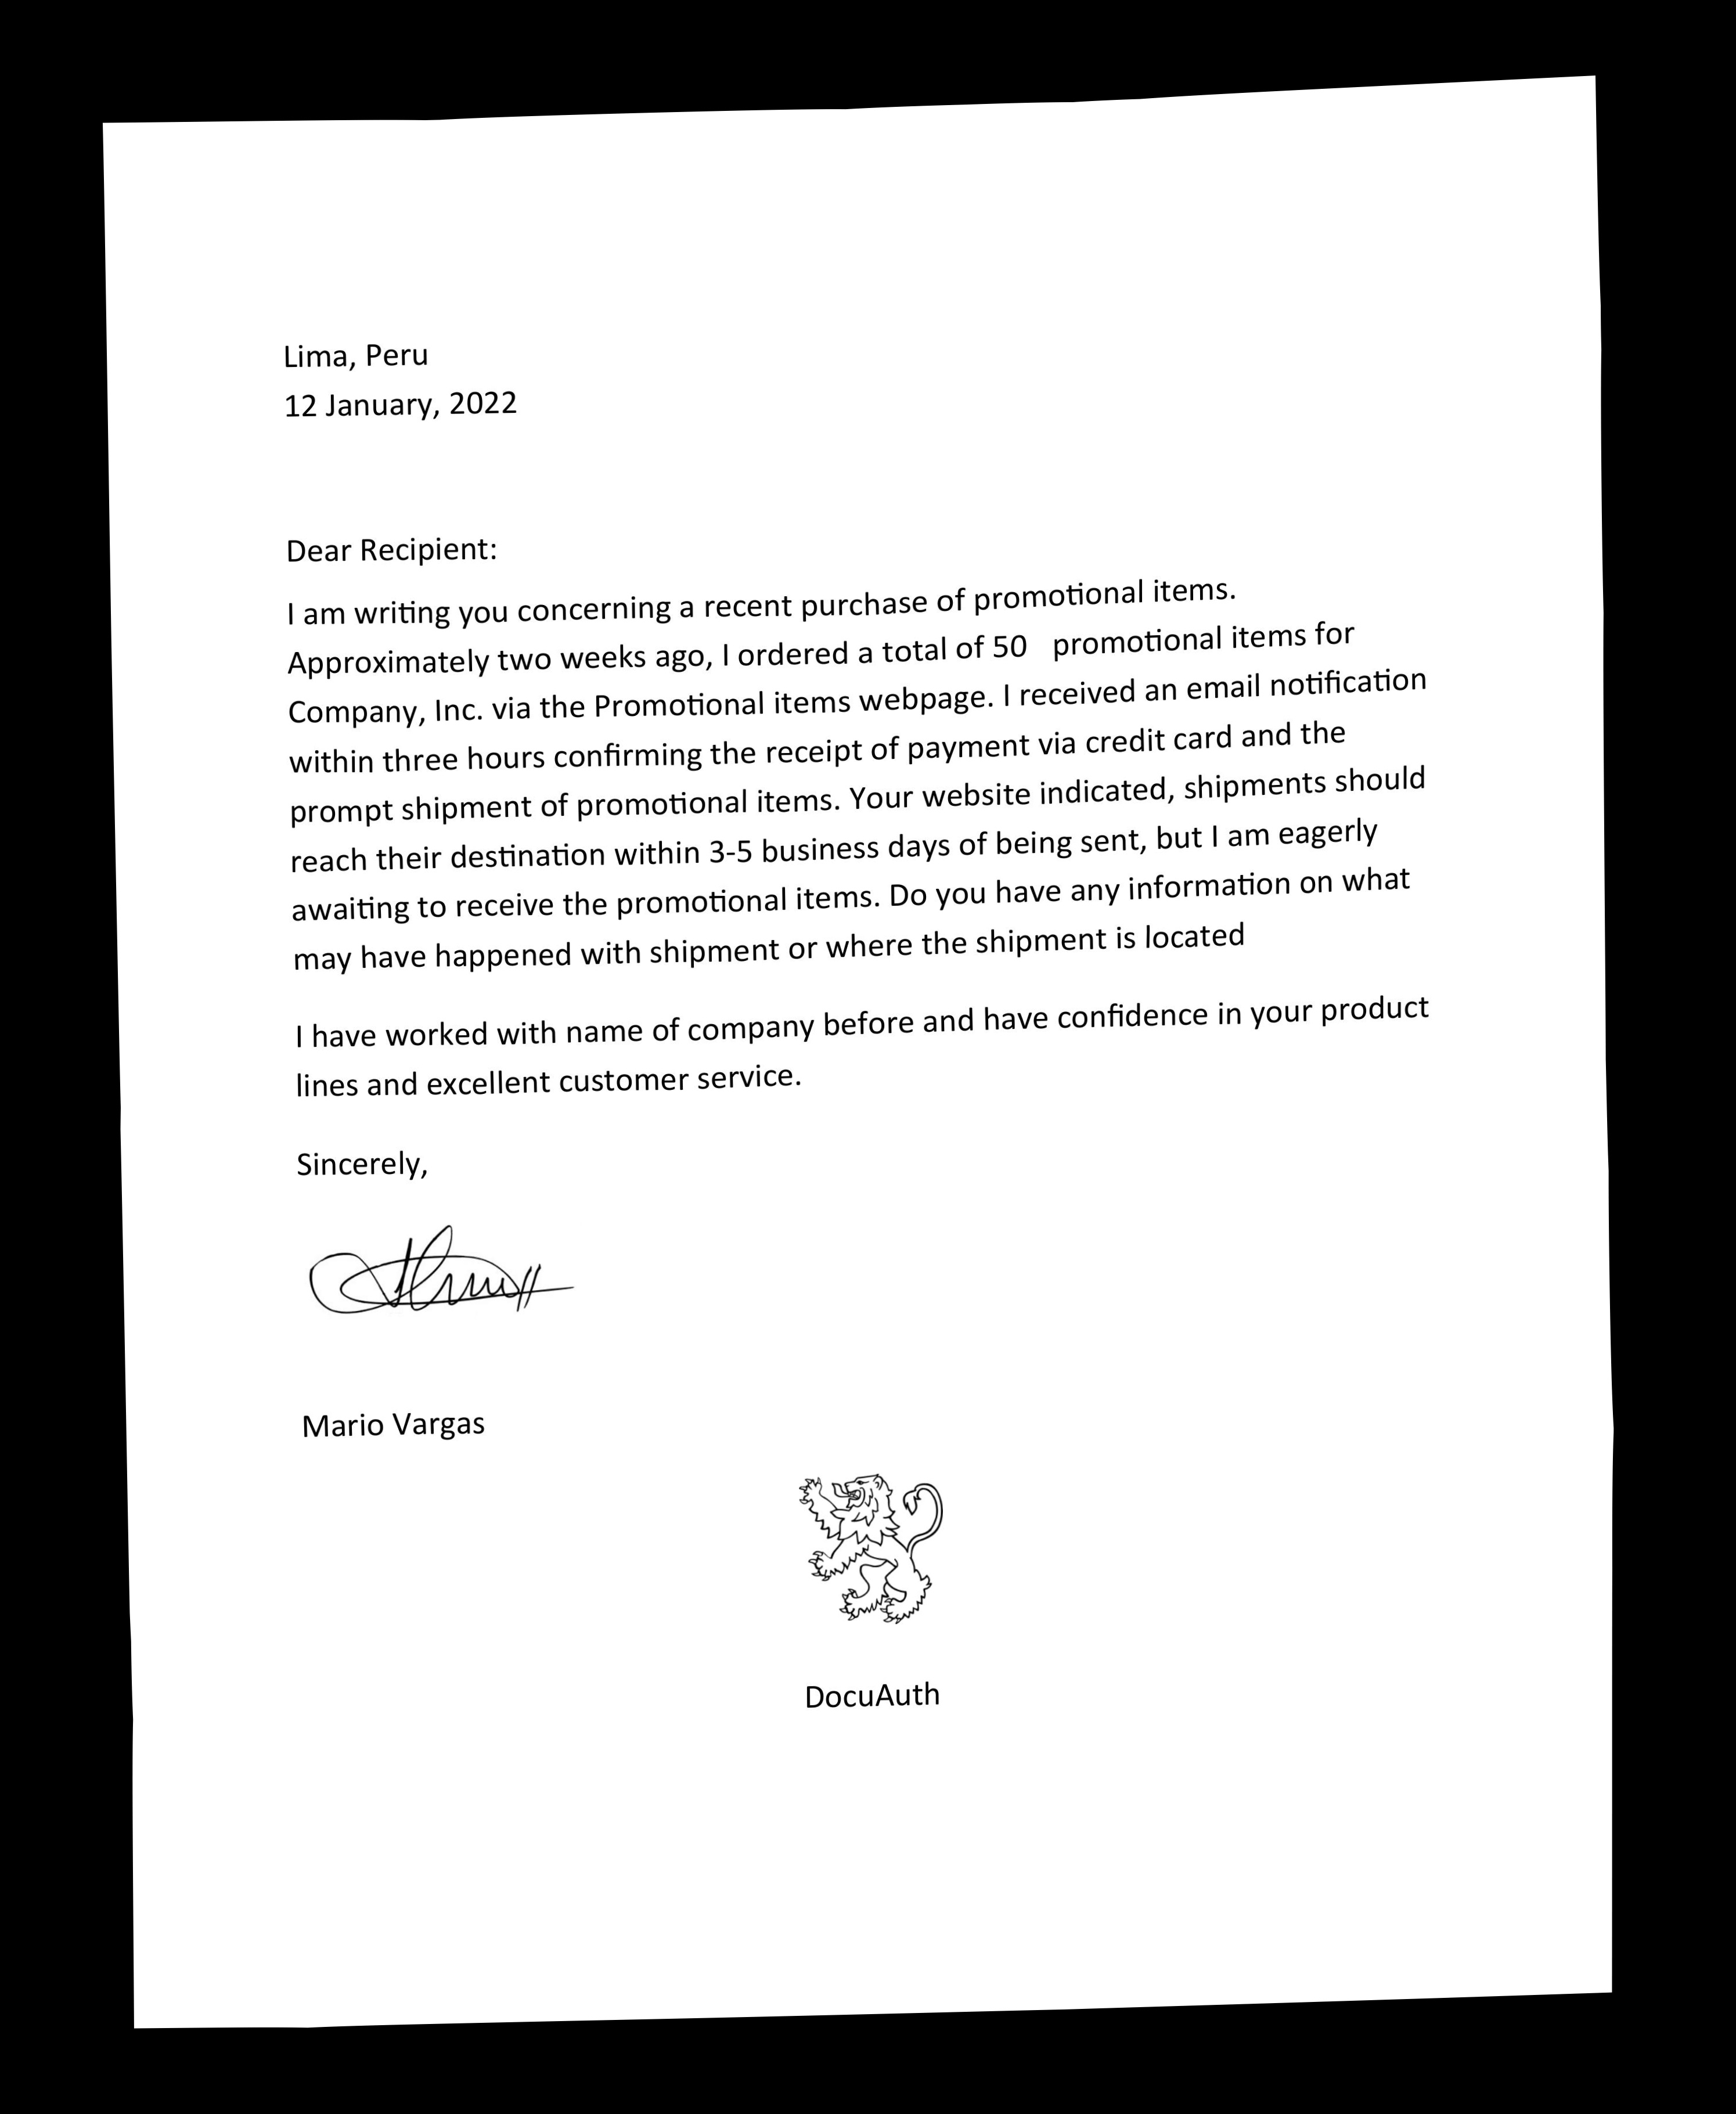 Lima, Peru
12 January, 2022
Dear Recipient:
I am writing you concerning a recent purchase of promotional items.
Approximately two weeks ago, I ordered a total of 50   promotional items for
Company, Inc. via the Promotional items webpage. I received an email notification
within three hours confirming the receipt of payment via credit card and the
prompt shipment of promotional items. Your website indicated, shipments should
reach their destination within 3-5 business days of being sent, but I am eagerly
awaiting to receive the promotional items. Do you have any information on what
may have happened with shipment or where the shipment is located
I have worked with name of company before and have confidence in your product
lines and excellent customer service.
Sincerely,
Mario Vargas
DocuAuth